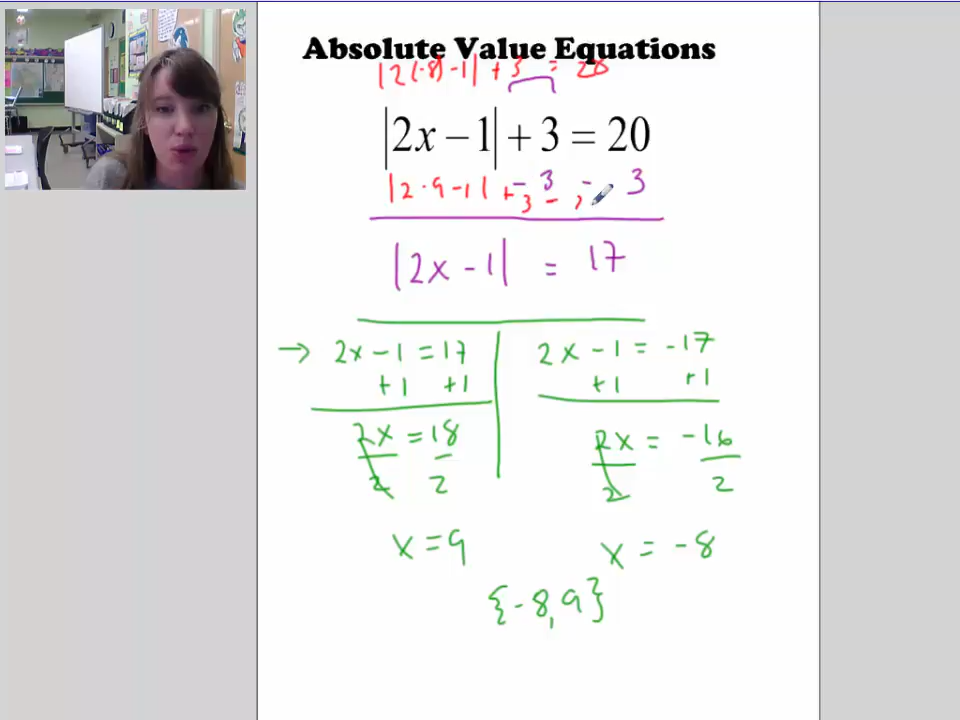 Absolute Value Equations
|2(-8)-1| + 3 = 20
|2x − 1| + 3 = 20
|2·9-1| + 3 =
- 3 - 3
|2x - 1| = 17
→ 2x - 1 = 17 2x - 1 = -17
+1 +1 +1 +1
2x = 18 2x = -16
2 2 2 2
x = 9 x = -8
{-8, 9}